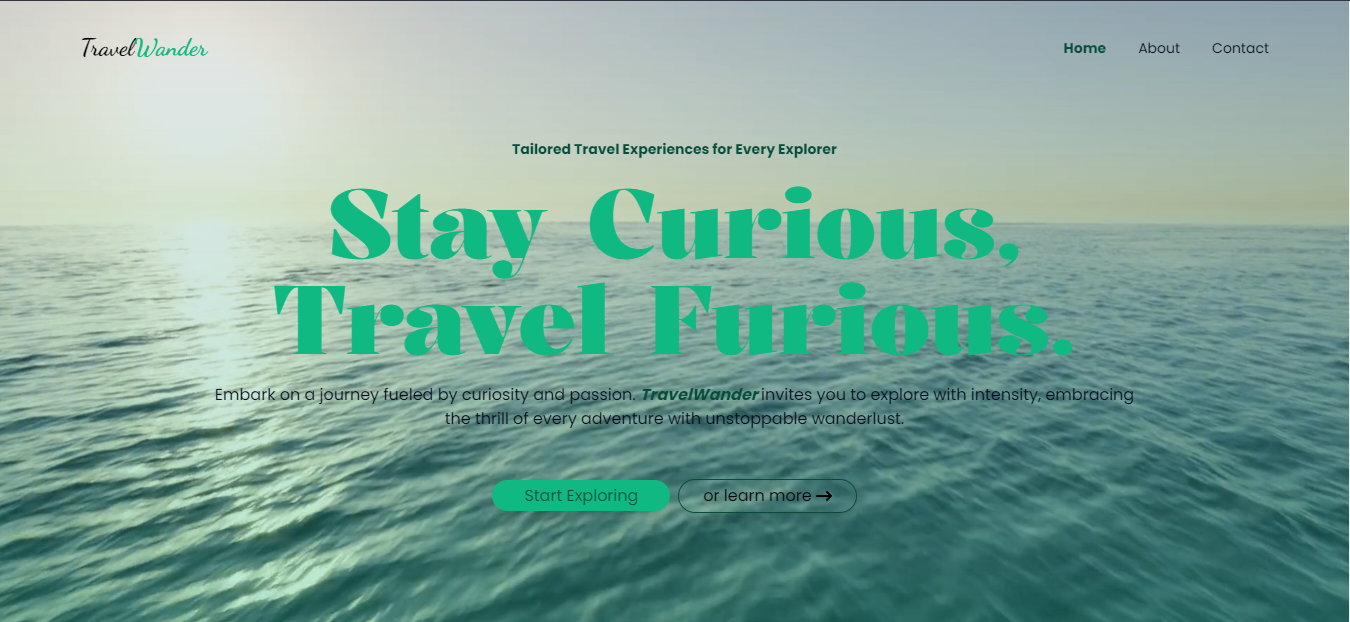 TravelWander
Home About Contact
Tailored Travel Experiences for Every Explorer
Stay Curious,
Travel Furious.
Embark on a journey fueled by curiosity and passion. TravelWander invites you to explore with intensity, embracing
the thrill of every adventure with unstoppable wanderlust.
Start Exploring
or learn more →